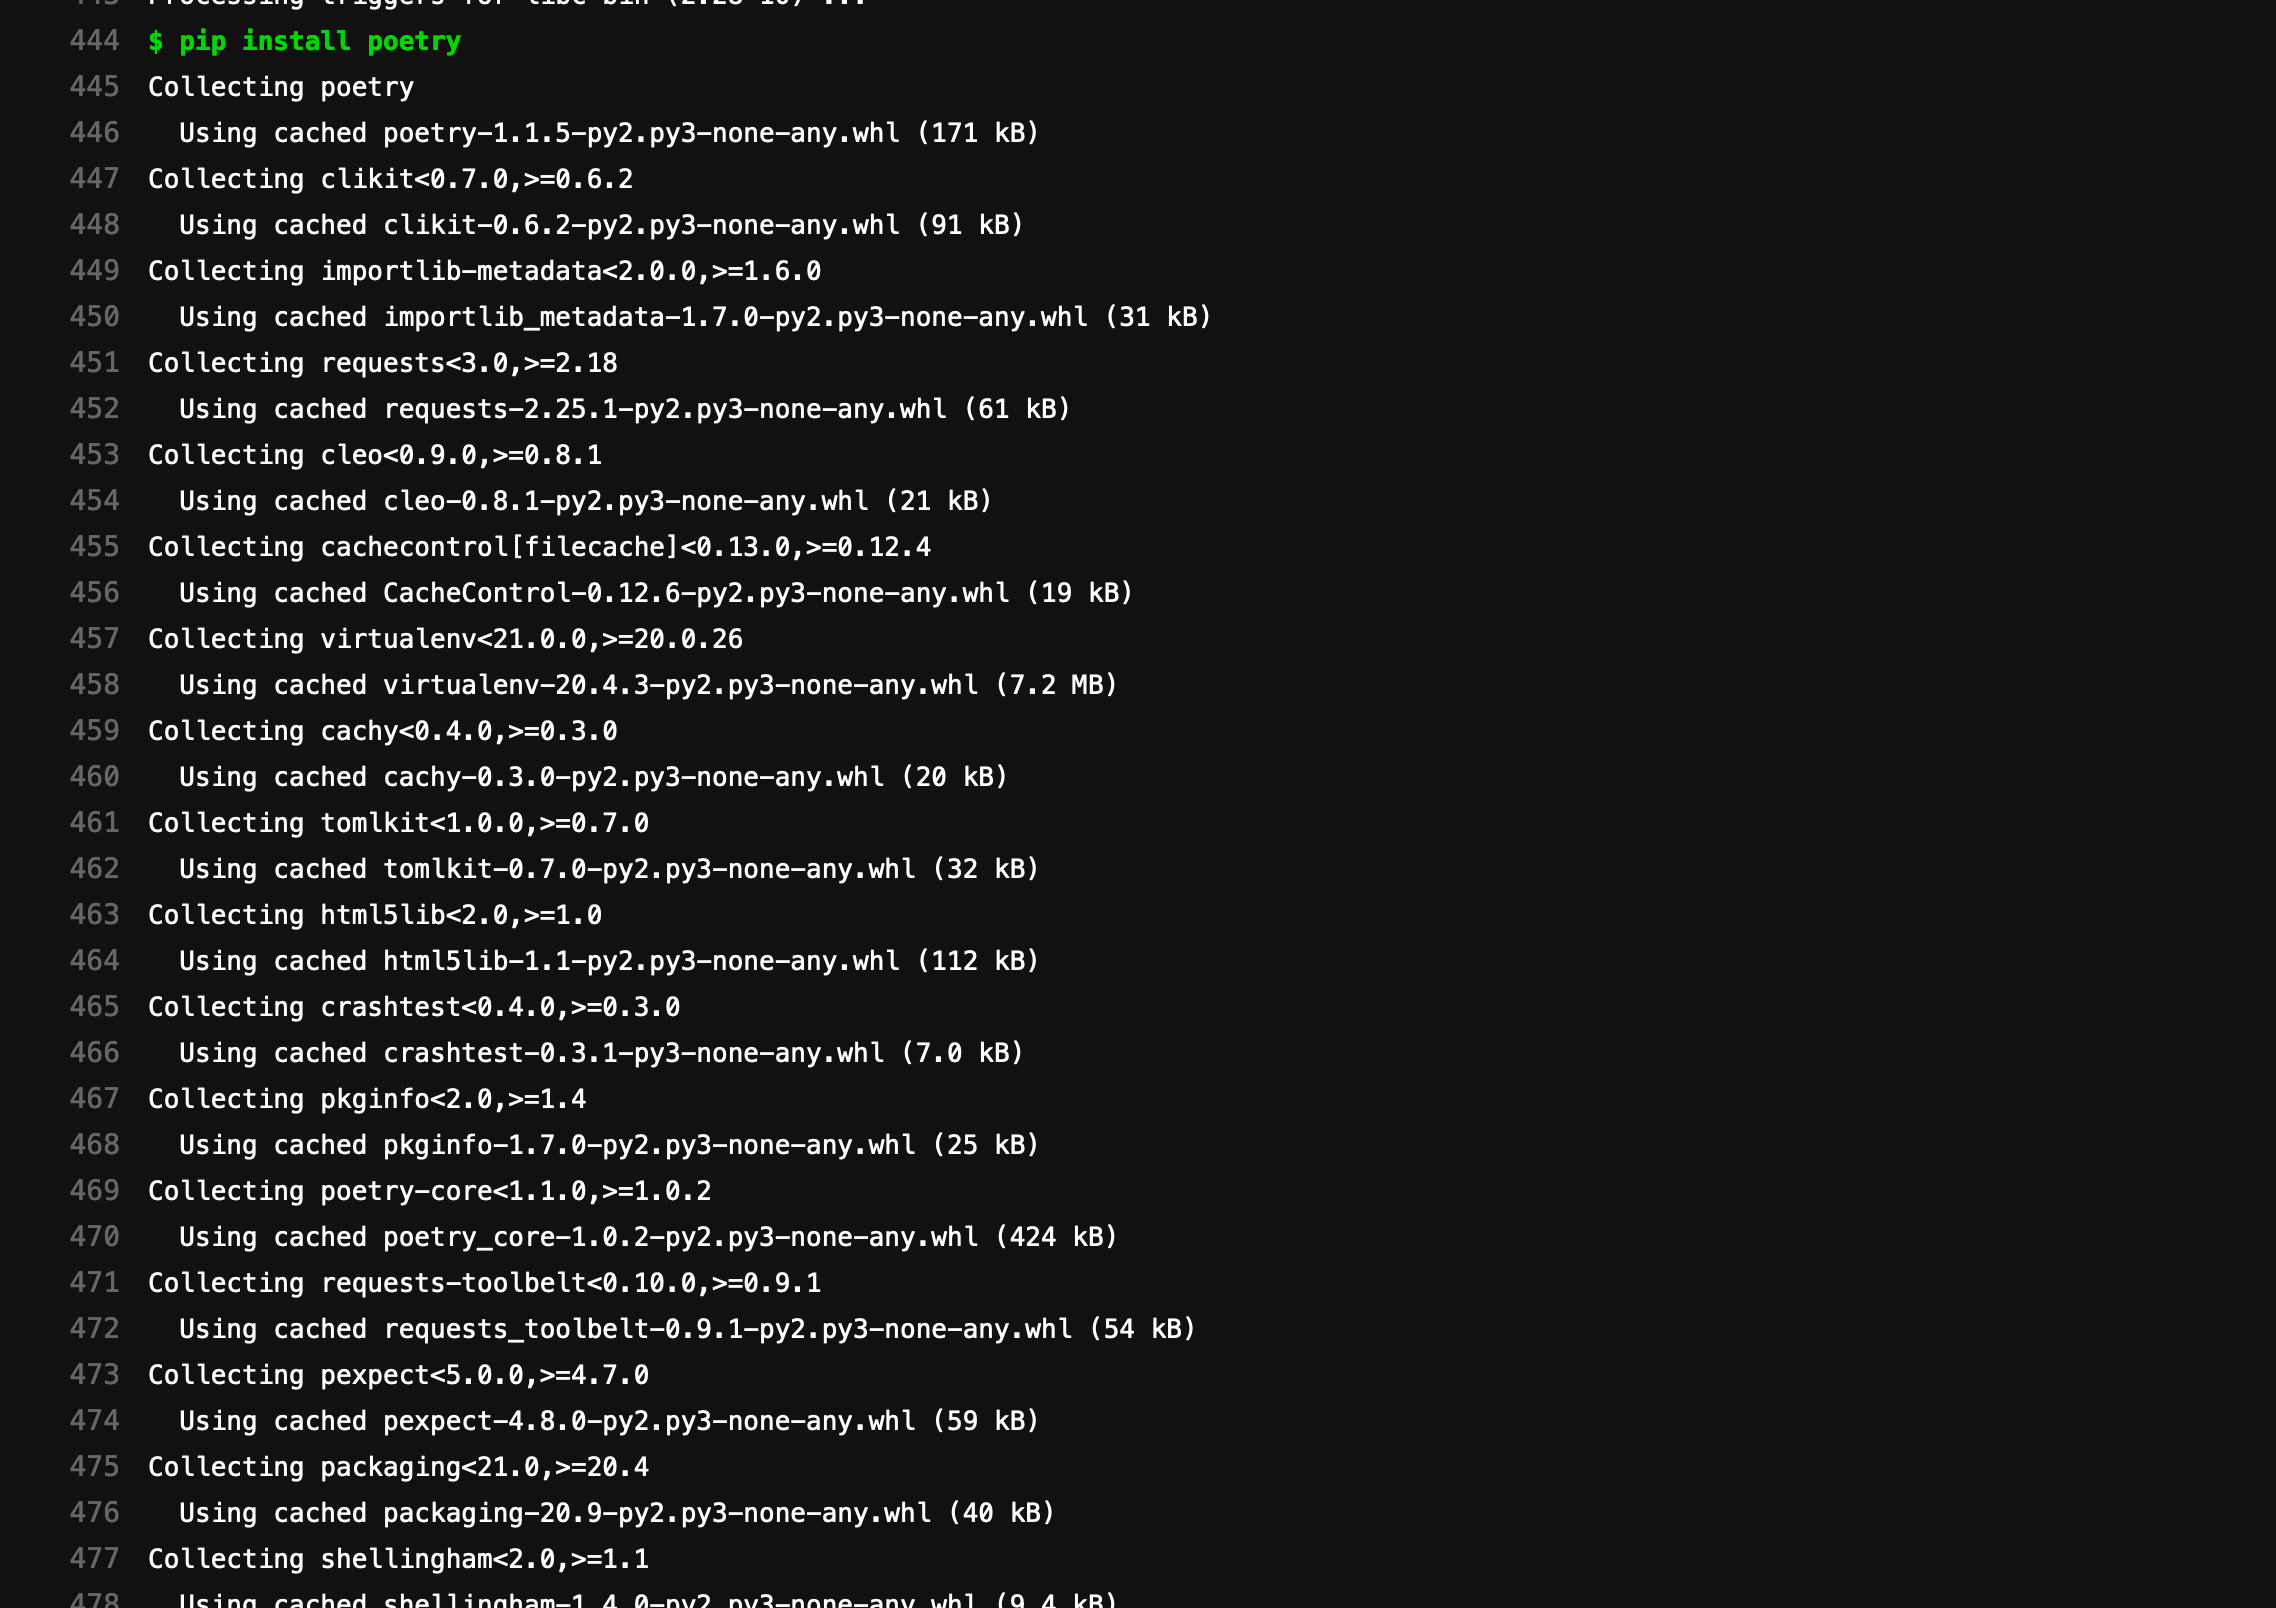 443 Processing triggers for libc-bin (2.28-10) ...
444 $ pip install poetry
445 Collecting poetry
446 Using cached poetry-1.1.5-py2.py3-none-any.whl (171 kB)
447 Collecting clikit<0.7.0,>=0.6.2
448 Using cached clikit-0.6.2-py2.py3-none-any.whl (91 kB)
449 Collecting importlib-metadata<2.0.0,>=1.6.0
450 Using cached importlib_metadata-1.7.0-py2.py3-none-any.whl (31 kB)
451 Collecting requests<3.0,>=2.18
452 Using cached requests-2.25.1-py2.py3-none-any.whl (61 kB)
453 Collecting cleo<0.9.0,>=0.8.1
454 Using cached cleo-0.8.1-py2.py3-none-any.whl (21 kB)
455 Collecting cachecontrol[filecache]<0.13.0,>=0.12.4
456 Using cached CacheControl-0.12.6-py2.py3-none-any.whl (19 kB)
457 Collecting virtualenv<21.0.0,>=20.0.26
458 Using cached virtualenv-20.4.3-py2.py3-none-any.whl (7.2 MB)
459 Collecting cachy<0.4.0,>=0.3.0
460 Using cached cachy-0.3.0-py2.py3-none-any.whl (20 kB)
461 Collecting tomlkit<1.0.0,>=0.7.0
462 Using cached tomlkit-0.7.0-py2.py3-none-any.whl (32 kB)
463 Collecting html5lib<2.0,>=1.0
464 Using cached html5lib-1.1-py2.py3-none-any.whl (112 kB)
465 Collecting crashtest<0.4.0,>=0.3.0
466 Using cached crashtest-0.3.1-py3-none-any.whl (7.0 kB)
467 Collecting pkginfo<2.0,>=1.4
468 Using cached pkginfo-1.7.0-py2.py3-none-any.whl (25 kB)
469 Collecting poetry-core<1.1.0,>=1.0.2
470 Using cached poetry_core-1.0.2-py2.py3-none-any.whl (424 kB)
471 Collecting requests-toolbelt<0.10.0,>=0.9.1
472 Using cached requests_toolbelt-0.9.1-py2.py3-none-any.whl (54 kB)
473 Collecting pexpect<5.0.0,>=4.7.0
474 Using cached pexpect-4.8.0-py2.py3-none-any.whl (59 kB)
475 Collecting packaging<21.0,>=20.4
476 Using cached packaging-20.9-py2.py3-none-any.whl (40 kB)
477 Collecting shellingham<2.0,>=1.1
478 Using cached shellingham-1.4.0-py2.py3-none-any.whl (9.4 kB)